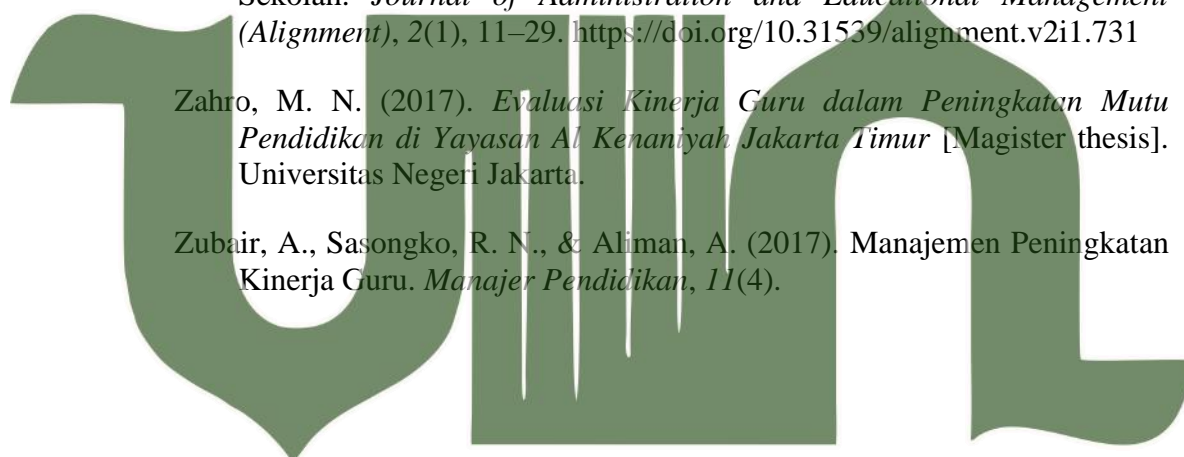 Sekolah. Journal of Administration and Educational Management
(Alignment), 2(1), 11–29. https://doi.org/10.31539/alignment.v2i1.731
Zahro, M. N. (2017). Evaluasi Kinerja Guru dalam Peningkatan Mutu
Pendidikan di Yayasan Al Kenaniyah Jakarta Timur [Magister thesis].
Universitas Negeri Jakarta.
Zubair, A., Sasongko, R. N., & Aliman, A. (2017). Manajemen Peningkatan
Kinerja Guru. Manajer Pendidikan, 11(4).